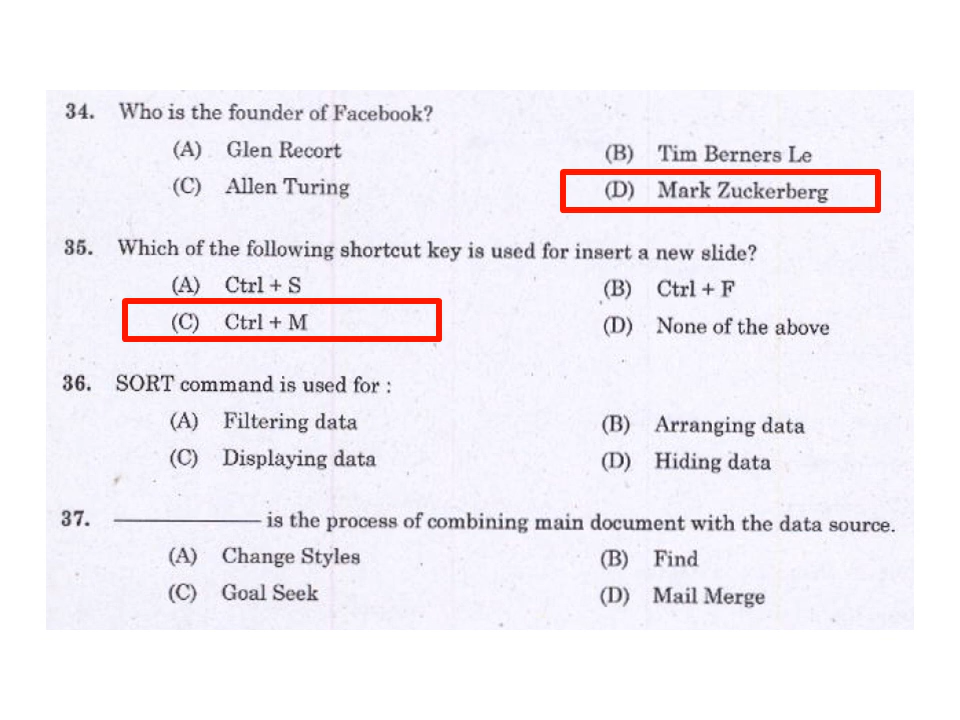 34. Who is the founder of Facebook?
(A) Glen Recort (B) Tim Berners Le
(C) Allen Turing (D) Mark Zuckerberg
35. Which of the following shortcut key is used for insert a new slide?
(A) Ctrl + S (B) Ctrl + F
(C) Ctrl + M (D) None of the above
36. SORT command is used for :
(A) Filtering data (B) Arranging data
(C) Displaying data (D) Hiding data
37. ____________ is the process of combining main document with the data source.
(A) Change Styles (B) Find
(C) Goal Seek (D) Mail Merge